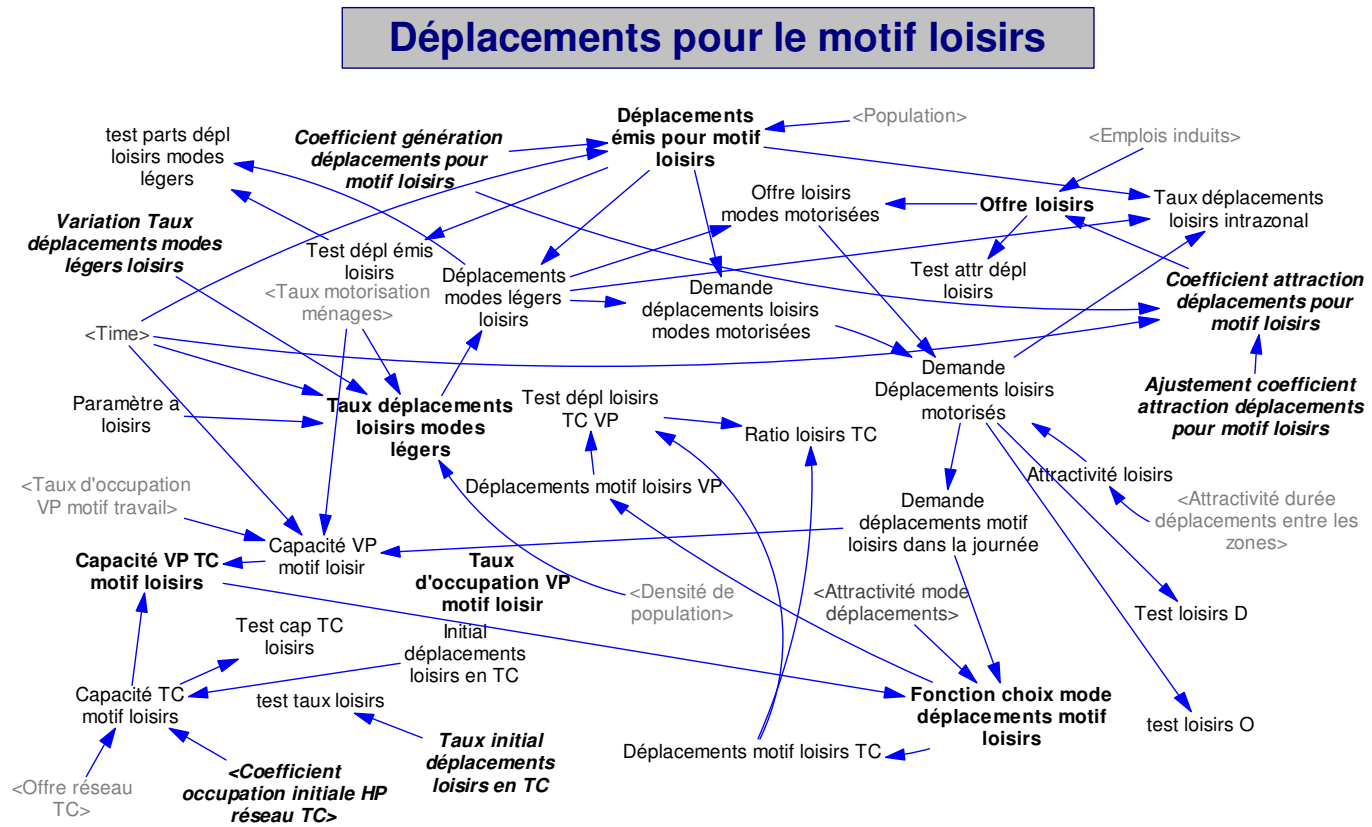 Déplacements pour le motif loisirs
Déplacements
émis pour motif
loisirs
<Population>
test parts dépl
loisirs modes
légers
Coefficient génération
déplacements pour
motif loisirs
<Emplois induits>
Offre loisirs
modes motorisées
Offre loisirs
Taux déplacements
loisirs intrazonal
Variation Taux
déplacements modes
légers loisirs
Test dépl émis
loisirs
<Taux motorisation
ménages>
Déplacements
modes légers
loisirs
Demande
déplacements loisirs
modes motorisées
Test attr dépl
loisirs
Coefficient attraction
déplacements pour
motif loisirs
<Time>
Demande
Déplacements loisirs
motorisés
Ajustement coefficient
attraction déplacements
pour motif loisirs
Paramètre a
loisirs
Taux déplacements
loisirs modes
légers
Test dépl loisirs
TC VP
Ratio loisirs TC
<Taux d'occupation
VP motif travail>
Déplacements motif loisirs VP
Attractivité loisirs
Demande
déplacements motif
loisirs dans la journée
<Attractivité durée
déplacements entre les
zones>
Capacité VP TC
motif loisirs
Capacité VP
motif loisir
Taux
d'occupation VP
motif loisir
<Densité de
population>
<Attractivité mode
déplacements>
Test loisirs D
Test cap TC
loisirs
Initial
déplacements
loisirs en TC
Capacité TC
motif loisirs
test taux loisirs
Fonction choix mode
déplacements motif
loisirs
test loisirs O
Déplacements motif loisirs TC
<Offre réseau
TC>
<Coefficient
occupation initiale HP
réseau TC>
Taux initial
déplacements
loisirs en TC